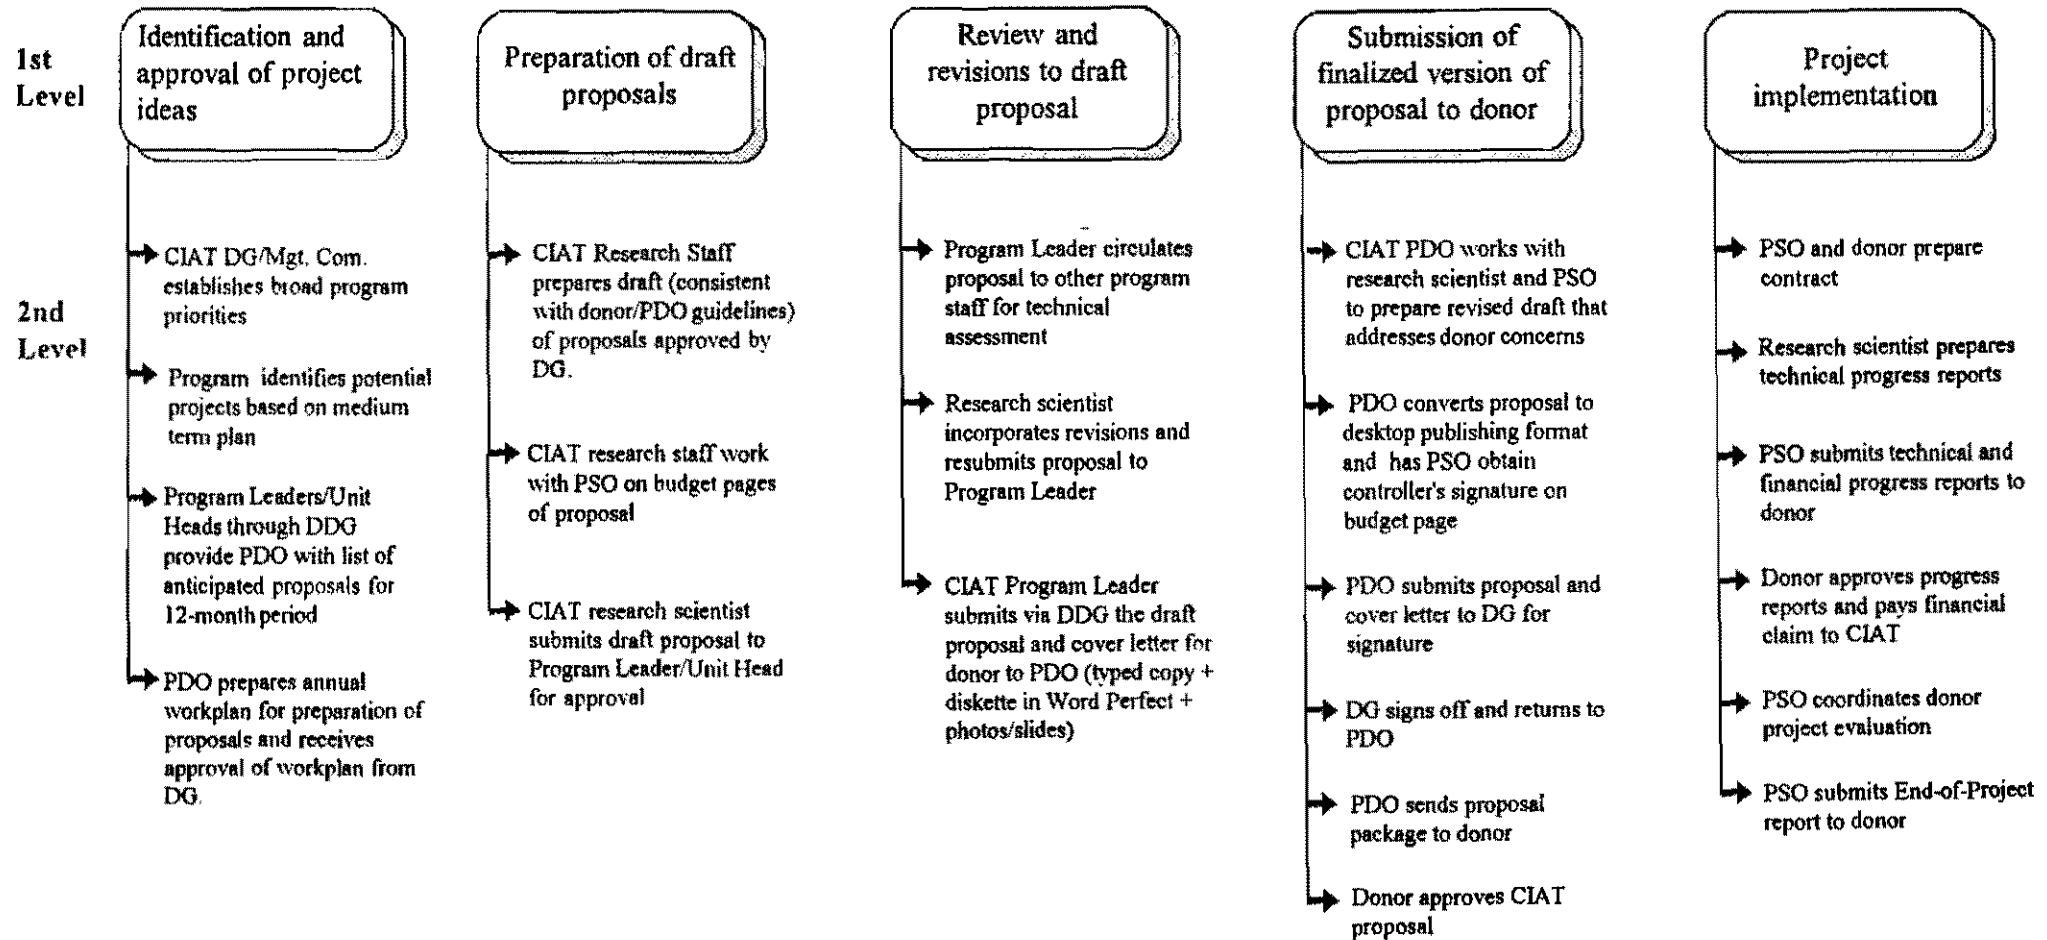 1st
Level
Identification and
approval of project
ideas
Preparation of draft
proposals
Review and
revisions to draft
proposal
Submission of
finalized version of
proposal to donor
Project
implementation
2nd
Level
CIAT DG/Mgt. Com.
establishes broad program
priorities
Program identifies potential
projects based on medium
term plan
Program Leaders/Unit
Heads through DDG
provide PDO with list of
anticipated proposals for
12-month period
PDO prepares annual
workplan for preparation of
proposals and receives
approval of workplan from
DG.
CIAT Research Staff
prepares draft (consistent
with donor/PDO guidelines)
of proposals approved by
DG.
CIAT research staff work
with PSO on budget pages
of proposal
CIAT research scientist
submits draft proposal to
Program Leader/Unit Head
for approval
Program Leader circulates
proposal to other program
staff for technical
assessment
Research scientist
incorporates revisions and
resubmits proposal to
Program Leader
CIAT Program Leader
submits via DDG the draft
proposal and cover letter for
donor to PDO (typed copy +
diskette in Word Perfect +
photos/slides)
CIAT PDO works with
research scientist and PSO
to prepare revised draft that
addresses donor concerns
PDO converts proposal to
desktop publishing format
and has PSO obtain
controller's signature on
budget page
PDO submits proposal and
cover letter to DG for
signature
DG signs off and returns to
PDO
PDO sends proposal
package to donor
Donor approves CIAT
proposal
PSO and donor prepare
contract
Research scientist prepares
technical progress reports
PSO submits technical and
financial progress reports to
donor
Donor approves progress
reports and pays financial
claim to CIAT
PSO coordinates donor
project evaluation
PSO submits End-of-Project
report to donor